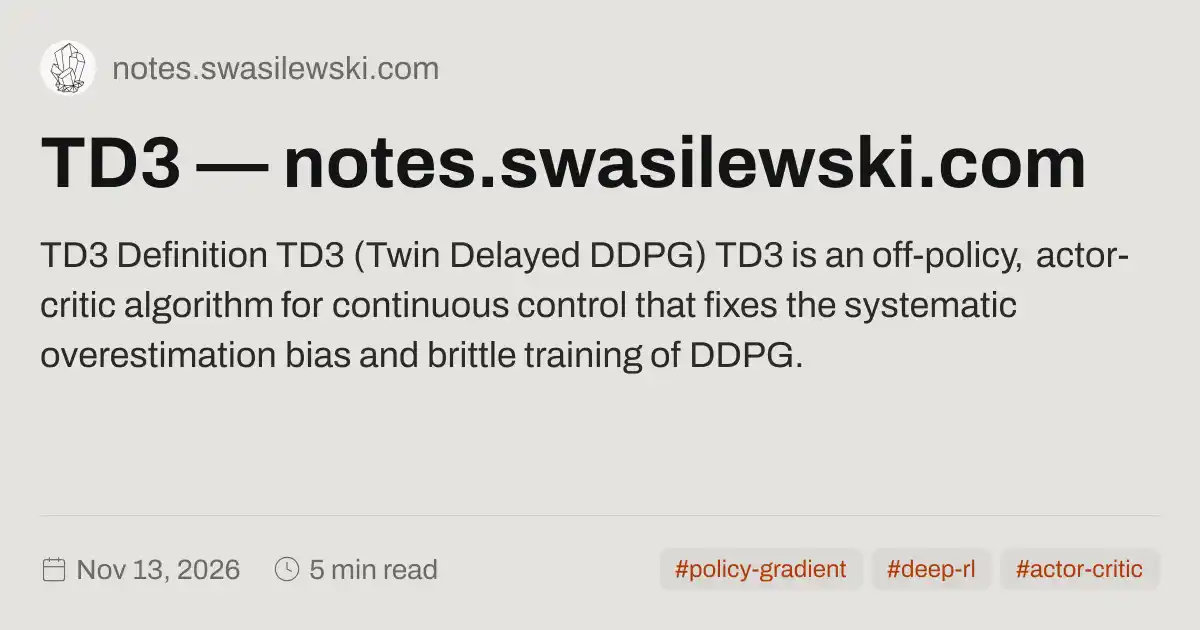 notes.swasilewski.com
TD3 — notes.swasilewski.com
TD3 Definition TD3 (Twin Delayed DDPG) TD3 is an off-policy, actor-
critic algorithm for continuous control that fixes the systematic
overestimation bias and brittle training of DDPG.
Nov 13, 2026 5 min read #policy-gradient #deep-rl #actor-critic